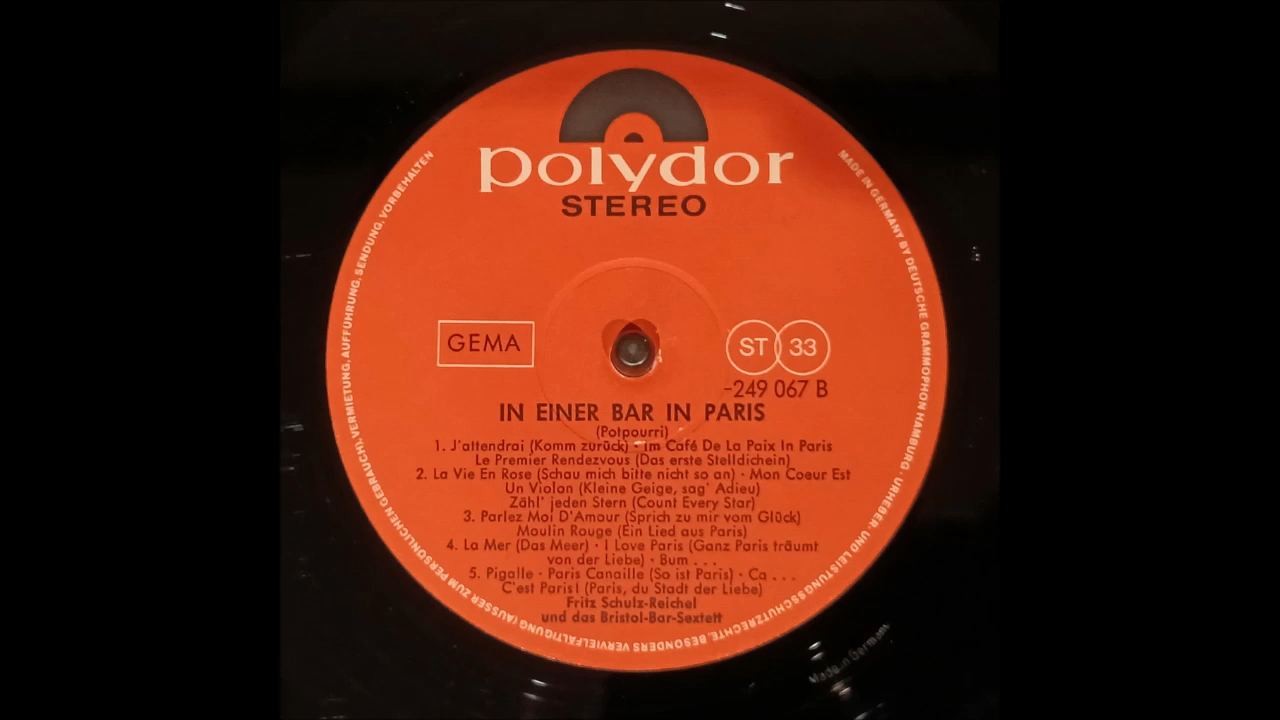 polydor
STEREO
GEMA
ST 33
-249 067 B
IN EINER BAR IN PARIS
(Potpourri)
1. J'attendrai (Komm zurück) · im Café De La Paix In Paris
Le Premier Rendezvous (Das erste Stelldichein)
2. La Vie En Rose (Schau mich bitte nicht so an) · Mon Coeur Est
Un Violan (Kleine Geige, sag' Adieu)
Zähl' jeden Stern (Count Every Star)
3. Parlez Moi D'Amour (Sprich zu mir vom Glück)
Moulin Rouge (Ein Lied aus Paris)
4. La Mer (Das Meer) · I Love Paris (Ganz Paris träumt
von der Liebe) · Bum . . .
5. Pigalle · Paris Canaille (So ist Paris) · Ca . . .
C'est Paris! (Paris, du Stadt der Liebe)
Fritz Schulz-Reichel
und das Bristol-Bar-Sextett
MADE IN GERMANY BY DEUTSCHE GRAMMOPHON HAMBURG · URHEBER- UND LEISTUNGSSCHUTZRECHTE, BESONDERS VERVIELFÄLTIGUNG (AUSSER ZUM PERSÖNLICHEN GEBRAUCH), VERMIETUNG, AUFFÜHRUNG, SENDUNG, VORBEHALTEN
Made in Germany